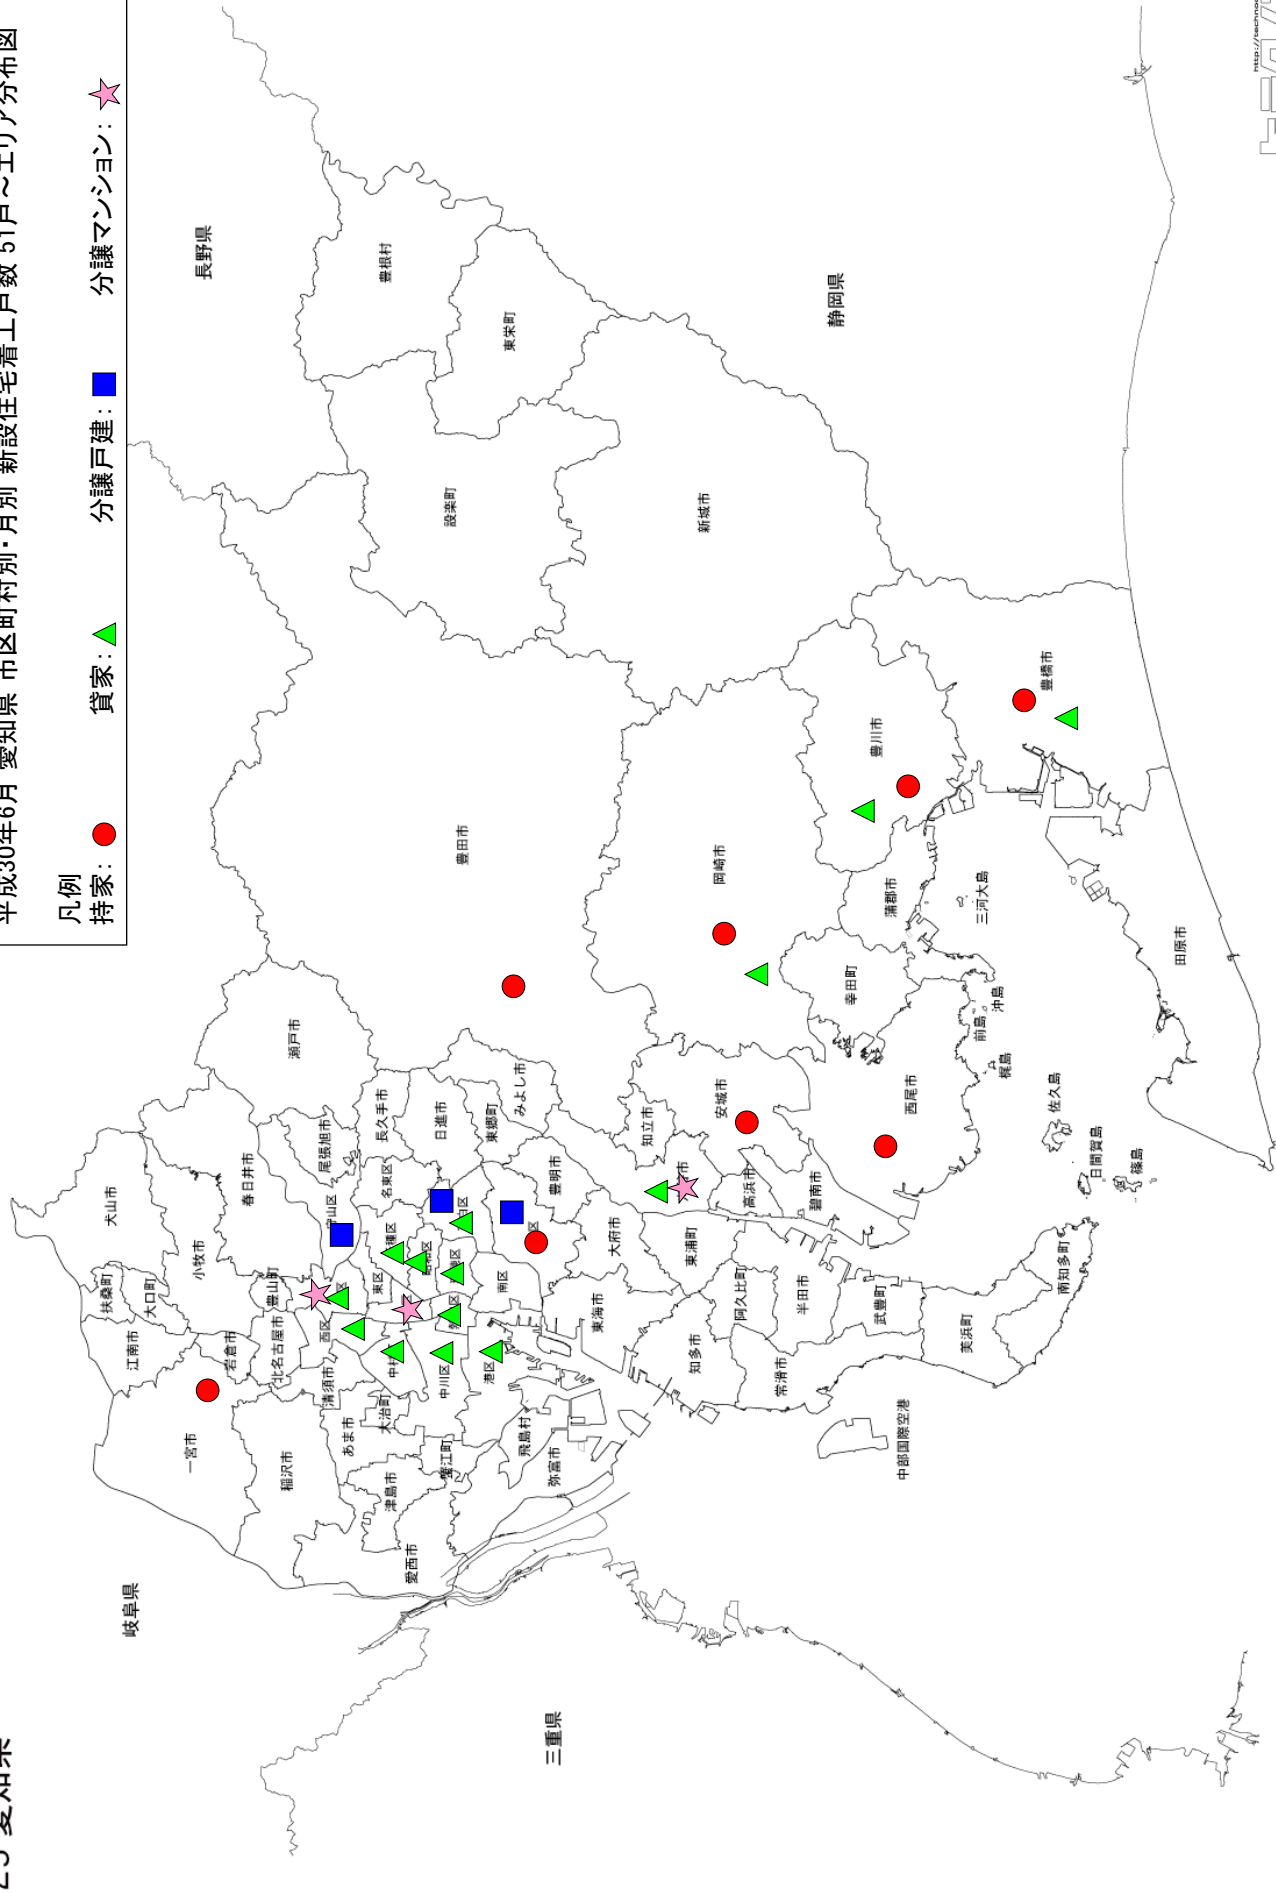 23 愛知県
平成30年6月 愛知県 市区町村別・月別 新設住宅着工戸数 51戸～エリア分布図
凡例
持家：
貸家：
分譲戸建：
分譲マンション：
長野県
岐阜県
三重県
静岡県
豊根村
東栄町
設楽町
新城市
豊田市
豊川市
豊橋市
岡崎市
蒲郡市
三河大島
幸田町
田原市
沖島
前島
梶島
西尾市
佐久島
日間賀島
篠島
瀬戸市
犬山市
扶桑町
大口町
小牧市
春日井市
尾張旭市
長久手市
日進市
東郷町
みよし市
知立市
安城市
高浜市
碧南市
江南市
岩倉市
北名古屋市
豊山町
一宮市
稲沢市
清須市
あま市
大治町
津島市
蟹江町
愛西市
飛島村
弥富市
守山区
名東区
西区
東区
南区
中川区
港区
豊明市
大府市
東浦町
東海市
知多市
阿久比町
半田市
常滑市
武豊町
美浜町
南知多町
中部国際空港